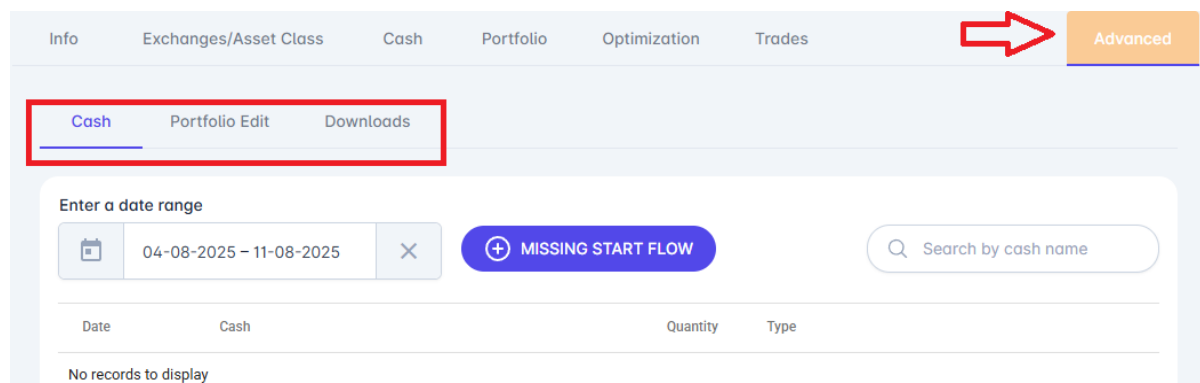 Info Exchanges/Asset Class Cash Portfolio Optimization Trades Advanced
Cash Portfolio Edit Downloads
Enter a date range
04-08-2025 – 11-08-2025 MISSING START FLOW Search by cash name
Date Cash Quantity Type
No records to display